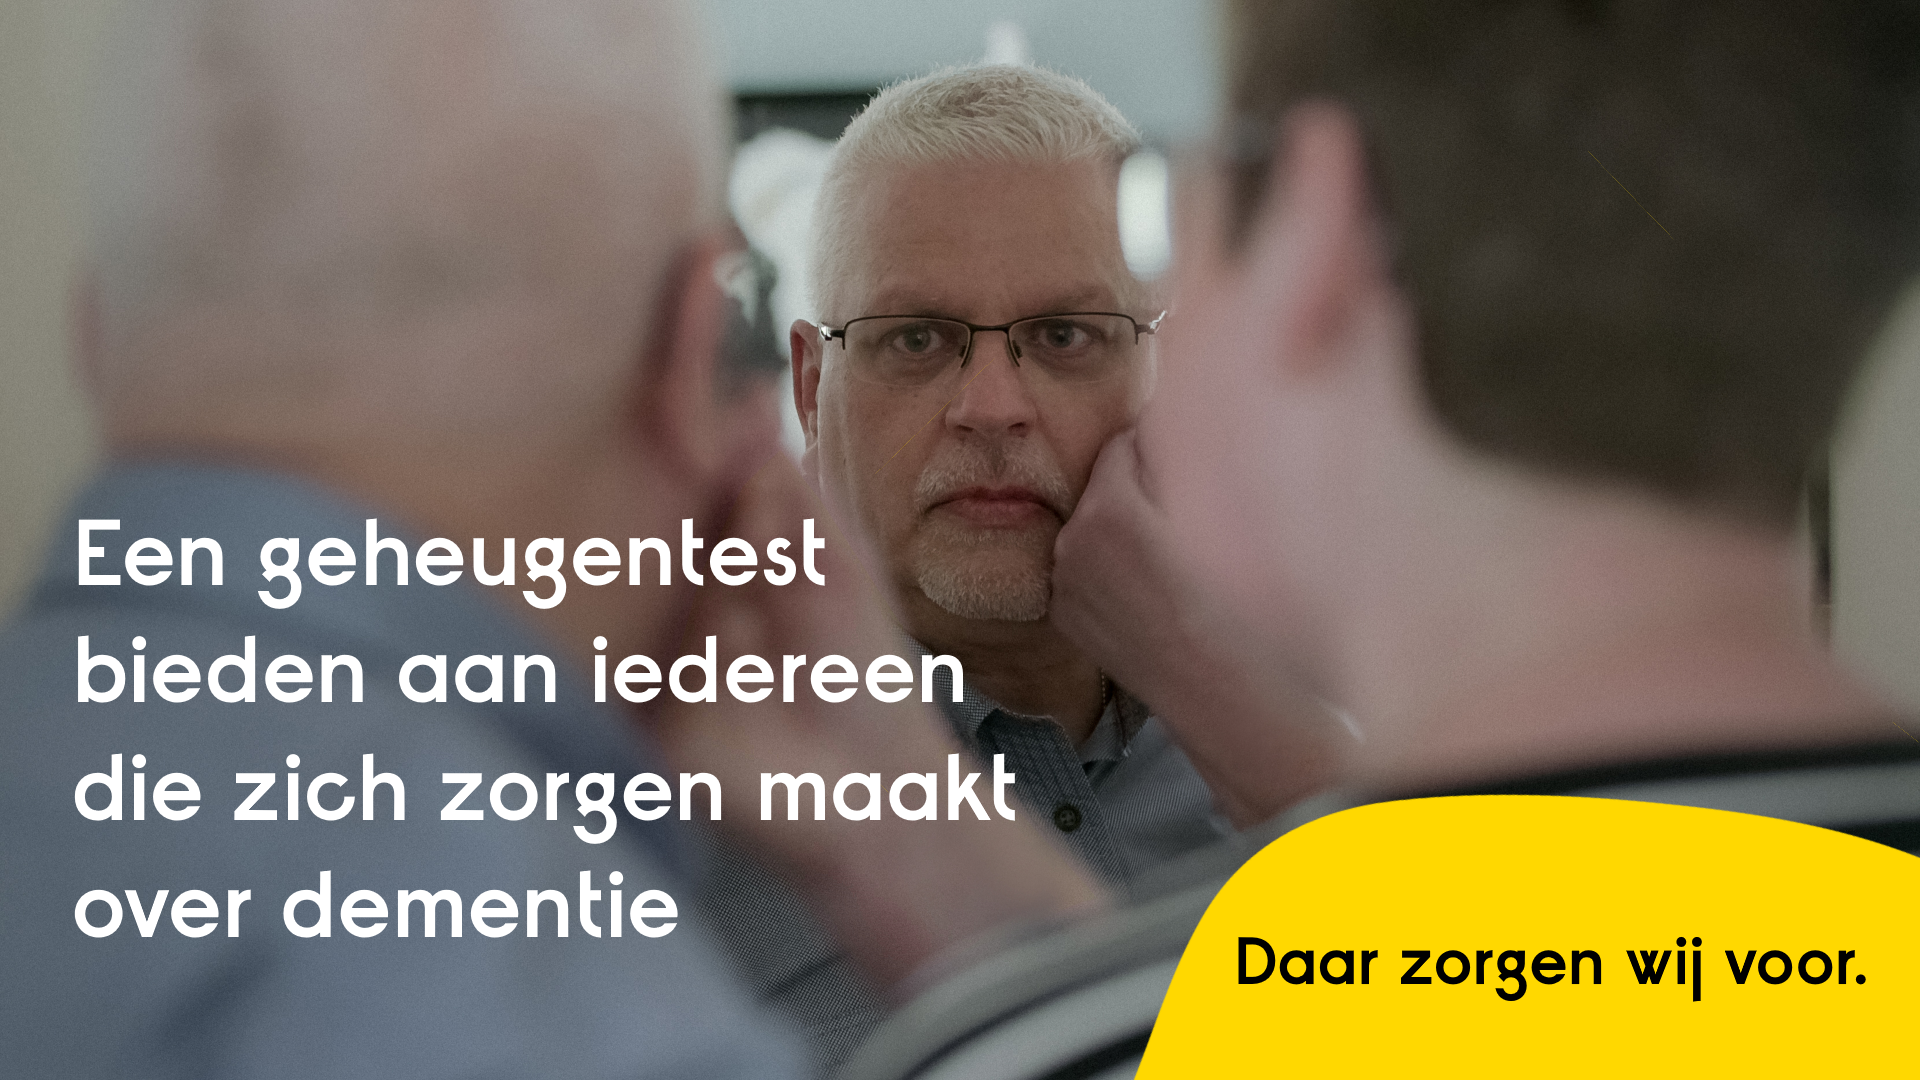 Een geheugentest
bieden aan iedereen
die zich zorgen maakt
over dementie
Daar zorgen wij voor.